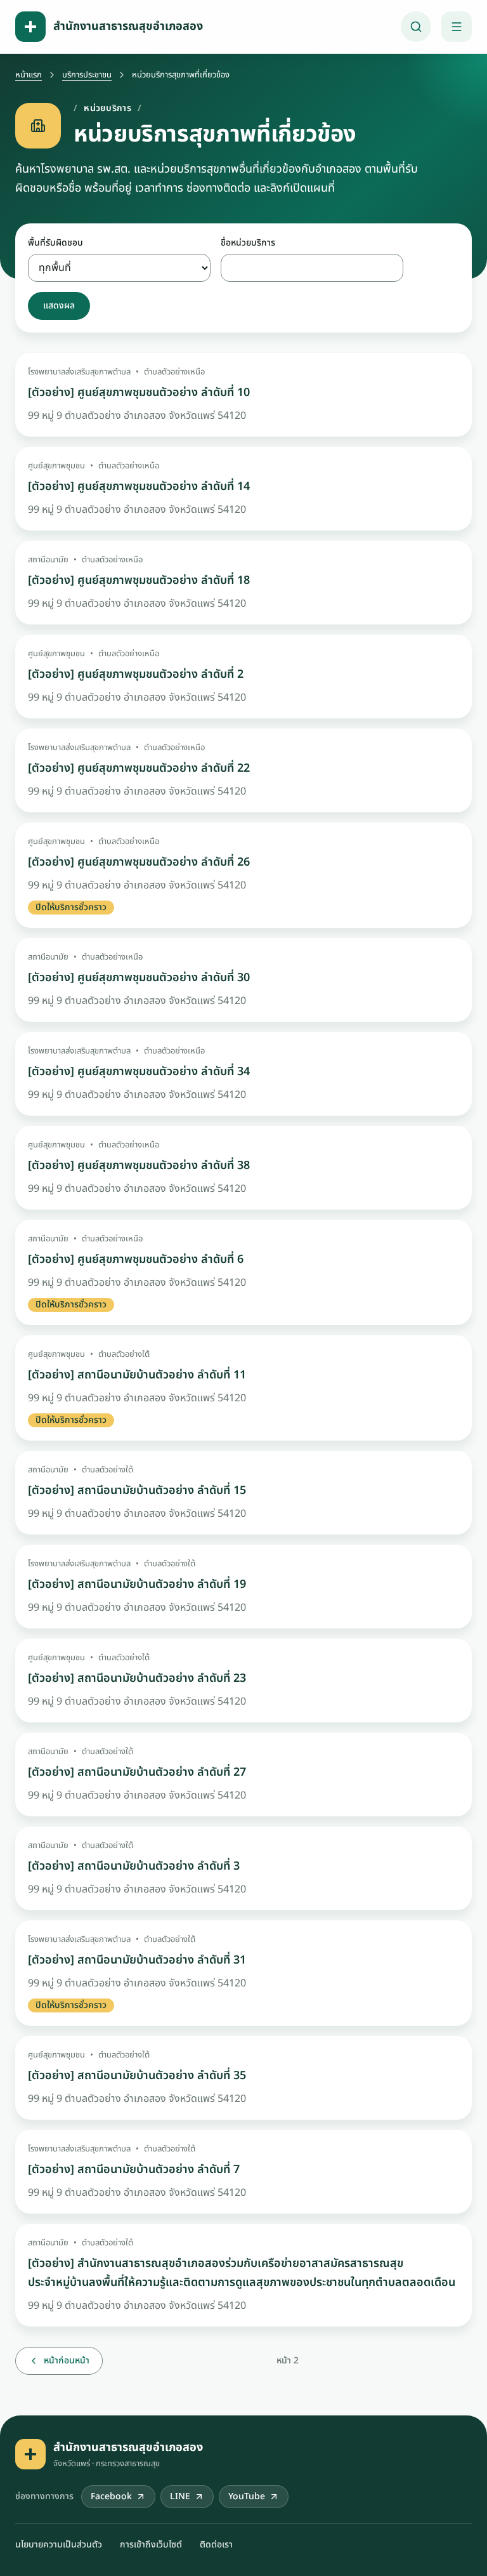 สำนักงานสาธารณสุขอำเภอสอง
หน้าแรก
บริการประชาชน
หน่วยบริการสุขภาพที่เกี่ยวข้อง
/ หน่วยบริการ /
หน่วยบริการสุขภาพที่เกี่ยวข้อง
ค้นหาโรงพยาบาล รพ.สต. และหน่วยบริการสุขภาพอื่นที่เกี่ยวข้องกับอำเภอสอง ตามพื้นที่รับ
ผิดชอบหรือชื่อ พร้อมที่อยู่ เวลาทำการ ช่องทางติดต่อ และลิงก์เปิดแผนที่
พื้นที่รับผิดชอบ
ชื่อหน่วยบริการ
ทุกพื้นที่
แสดงผล
โรงพยาบาลส่งเสริมสุขภาพตำบล • ตำบลตัวอย่างเหนือ
[ตัวอย่าง] ศูนย์สุขภาพชุมชนตัวอย่าง ลำดับที่ 10
99 หมู่ 9 ตำบลตัวอย่าง อำเภอสอง จังหวัดแพร่ 54120
ศูนย์สุขภาพชุมชน • ตำบลตัวอย่างเหนือ
[ตัวอย่าง] ศูนย์สุขภาพชุมชนตัวอย่าง ลำดับที่ 14
99 หมู่ 9 ตำบลตัวอย่าง อำเภอสอง จังหวัดแพร่ 54120
สถานีอนามัย • ตำบลตัวอย่างเหนือ
[ตัวอย่าง] ศูนย์สุขภาพชุมชนตัวอย่าง ลำดับที่ 18
99 หมู่ 9 ตำบลตัวอย่าง อำเภอสอง จังหวัดแพร่ 54120
ศูนย์สุขภาพชุมชน • ตำบลตัวอย่างเหนือ
[ตัวอย่าง] ศูนย์สุขภาพชุมชนตัวอย่าง ลำดับที่ 2
99 หมู่ 9 ตำบลตัวอย่าง อำเภอสอง จังหวัดแพร่ 54120
โรงพยาบาลส่งเสริมสุขภาพตำบล • ตำบลตัวอย่างเหนือ
[ตัวอย่าง] ศูนย์สุขภาพชุมชนตัวอย่าง ลำดับที่ 22
99 หมู่ 9 ตำบลตัวอย่าง อำเภอสอง จังหวัดแพร่ 54120
ศูนย์สุขภาพชุมชน • ตำบลตัวอย่างเหนือ
[ตัวอย่าง] ศูนย์สุขภาพชุมชนตัวอย่าง ลำดับที่ 26
99 หมู่ 9 ตำบลตัวอย่าง อำเภอสอง จังหวัดแพร่ 54120
ปิดให้บริการชั่วคราว
สถานีอนามัย • ตำบลตัวอย่างเหนือ
[ตัวอย่าง] ศูนย์สุขภาพชุมชนตัวอย่าง ลำดับที่ 30
99 หมู่ 9 ตำบลตัวอย่าง อำเภอสอง จังหวัดแพร่ 54120
โรงพยาบาลส่งเสริมสุขภาพตำบล • ตำบลตัวอย่างเหนือ
[ตัวอย่าง] ศูนย์สุขภาพชุมชนตัวอย่าง ลำดับที่ 34
99 หมู่ 9 ตำบลตัวอย่าง อำเภอสอง จังหวัดแพร่ 54120
ศูนย์สุขภาพชุมชน • ตำบลตัวอย่างเหนือ
[ตัวอย่าง] ศูนย์สุขภาพชุมชนตัวอย่าง ลำดับที่ 38
99 หมู่ 9 ตำบลตัวอย่าง อำเภอสอง จังหวัดแพร่ 54120
สถานีอนามัย • ตำบลตัวอย่างเหนือ
[ตัวอย่าง] ศูนย์สุขภาพชุมชนตัวอย่าง ลำดับที่ 6
99 หมู่ 9 ตำบลตัวอย่าง อำเภอสอง จังหวัดแพร่ 54120
ปิดให้บริการชั่วคราว
ศูนย์สุขภาพชุมชน • ตำบลตัวอย่างใต้
[ตัวอย่าง] สถานีอนามัยบ้านตัวอย่าง ลำดับที่ 11
99 หมู่ 9 ตำบลตัวอย่าง อำเภอสอง จังหวัดแพร่ 54120
ปิดให้บริการชั่วคราว
สถานีอนามัย • ตำบลตัวอย่างใต้
[ตัวอย่าง] สถานีอนามัยบ้านตัวอย่าง ลำดับที่ 15
99 หมู่ 9 ตำบลตัวอย่าง อำเภอสอง จังหวัดแพร่ 54120
โรงพยาบาลส่งเสริมสุขภาพตำบล • ตำบลตัวอย่างใต้
[ตัวอย่าง] สถานีอนามัยบ้านตัวอย่าง ลำดับที่ 19
99 หมู่ 9 ตำบลตัวอย่าง อำเภอสอง จังหวัดแพร่ 54120
ศูนย์สุขภาพชุมชน • ตำบลตัวอย่างใต้
[ตัวอย่าง] สถานีอนามัยบ้านตัวอย่าง ลำดับที่ 23
99 หมู่ 9 ตำบลตัวอย่าง อำเภอสอง จังหวัดแพร่ 54120
สถานีอนามัย • ตำบลตัวอย่างใต้
[ตัวอย่าง] สถานีอนามัยบ้านตัวอย่าง ลำดับที่ 27
99 หมู่ 9 ตำบลตัวอย่าง อำเภอสอง จังหวัดแพร่ 54120
สถานีอนามัย • ตำบลตัวอย่างใต้
[ตัวอย่าง] สถานีอนามัยบ้านตัวอย่าง ลำดับที่ 3
99 หมู่ 9 ตำบลตัวอย่าง อำเภอสอง จังหวัดแพร่ 54120
โรงพยาบาลส่งเสริมสุขภาพตำบล • ตำบลตัวอย่างใต้
[ตัวอย่าง] สถานีอนามัยบ้านตัวอย่าง ลำดับที่ 31
99 หมู่ 9 ตำบลตัวอย่าง อำเภอสอง จังหวัดแพร่ 54120
ปิดให้บริการชั่วคราว
ศูนย์สุขภาพชุมชน • ตำบลตัวอย่างใต้
[ตัวอย่าง] สถานีอนามัยบ้านตัวอย่าง ลำดับที่ 35
99 หมู่ 9 ตำบลตัวอย่าง อำเภอสอง จังหวัดแพร่ 54120
โรงพยาบาลส่งเสริมสุขภาพตำบล • ตำบลตัวอย่างใต้
[ตัวอย่าง] สถานีอนามัยบ้านตัวอย่าง ลำดับที่ 7
99 หมู่ 9 ตำบลตัวอย่าง อำเภอสอง จังหวัดแพร่ 54120
สถานีอนามัย • ตำบลตัวอย่างใต้
[ตัวอย่าง] สำนักงานสาธารณสุขอำเภอสองร่วมกับเครือข่ายอาสาสมัครสาธารณสุข
ประจำหมู่บ้านลงพื้นที่ให้ความรู้และติดตามการดูแลสุขภาพของประชาชนในทุกตำบลตลอดเดือน
99 หมู่ 9 ตำบลตัวอย่าง อำเภอสอง จังหวัดแพร่ 54120
หน้าก่อนหน้า
หน้า 2
สำนักงานสาธารณสุขอำเภอสอง
จังหวัดแพร่ · กระทรวงสาธารณสุข
ช่องทางทางการ
Facebook
LINE
YouTube
นโยบายความเป็นส่วนตัว
การเข้าถึงเว็บไซต์
ติดต่อเรา